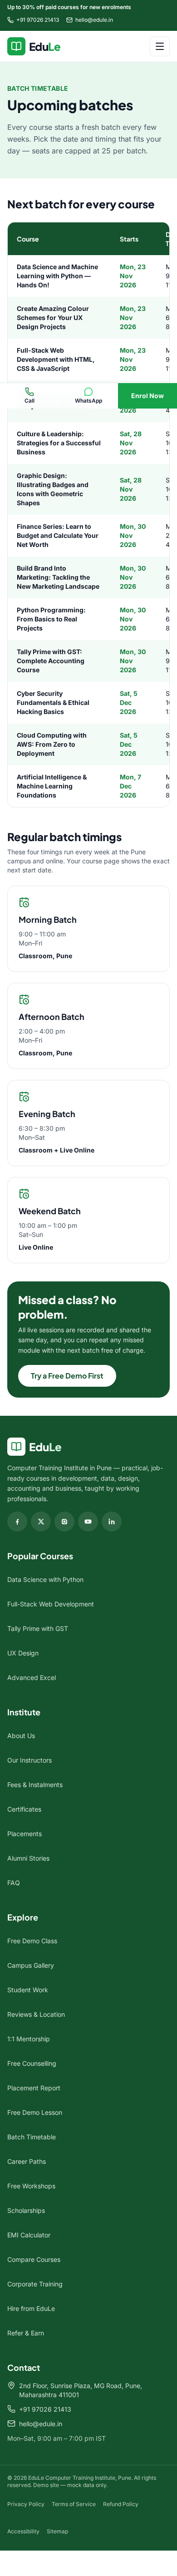 Up to 30% off paid courses for new enrolments
+91 97026 21413
hello@edule.in
EduLe
BATCH TIMETABLE
Upcoming batches
Every course starts a fresh batch every few
weeks. Pick the date and timing that fits your
day — seats are capped at 25 per batch.
Next batch for every course
Course
Starts
Data Science and Machine
Learning with Python —
Hands On!
Mon, 23
Nov
2026
Create Amazing Colour
Schemes for Your UX
Design Projects
Mon, 23
Nov
2026
Full-Stack Web
Development with HTML,
CSS & JavaScript
Mon, 23
Nov
2026
Call
WhatsApp
Enrol Now
2026
Culture & Leadership:
Strategies for a Successful
Business
Sat, 28
Nov
2026
Graphic Design:
Illustrating Badges and
Icons with Geometric
Shapes
Sat, 28
Nov
2026
Finance Series: Learn to
Budget and Calculate Your
Net Worth
Mon, 30
Nov
2026
Build Brand Into
Marketing: Tackling the
New Marketing Landscape
Mon, 30
Nov
2026
Python Programming:
From Basics to Real
Projects
Mon, 30
Nov
2026
Tally Prime with GST:
Complete Accounting
Course
Mon, 30
Nov
2026
Cyber Security
Fundamentals & Ethical
Hacking Basics
Sat, 5
Dec
2026
Cloud Computing with
AWS: From Zero to
Deployment
Sat, 5
Dec
2026
Artificial Intelligence &
Machine Learning
Foundations
Mon, 7
Dec
2026
Regular batch timings
These four timings run every week at the Pune
campus and online. Your course page shows the exact
next start date.
Morning Batch
9:00 – 11:00 am
Mon–Fri
Classroom, Pune
Afternoon Batch
2:00 – 4:00 pm
Mon–Fri
Classroom, Pune
Evening Batch
6:30 – 8:30 pm
Mon–Sat
Classroom + Live Online
Weekend Batch
10:00 am – 1:00 pm
Sat–Sun
Live Online
Missed a class? No
problem.
All live sessions are recorded and shared the
same day, and you can repeat any missed
module with the next batch free of charge.
Try a Free Demo First
EduLe
Computer Training Institute in Pune — practical, job-
ready courses in development, data, design,
accounting and business, taught by working
professionals.
Popular Courses
Data Science with Python
Full-Stack Web Development
Tally Prime with GST
UX Design
Advanced Excel
Institute
About Us
Our Instructors
Fees & Instalments
Certificates
Placements
Alumni Stories
FAQ
Explore
Free Demo Class
Campus Gallery
Student Work
Reviews & Location
1:1 Mentorship
Free Counselling
Placement Report
Free Demo Lesson
Batch Timetable
Career Paths
Free Workshops
Scholarships
EMI Calculator
Compare Courses
Corporate Training
Hire from EduLe
Refer & Earn
Contact
2nd Floor, Sunrise Plaza, MG Road, Pune,
Maharashtra 411001
+91 97026 21413
hello@edule.in
Mon–Sat, 9:00 am – 7:00 pm IST
© 2026 EduLe Computer Training Institute, Pune. All rights
reserved. Demo site — mock data only.
Privacy Policy
Terms of Service
Refund Policy
Accessibility
Sitemap